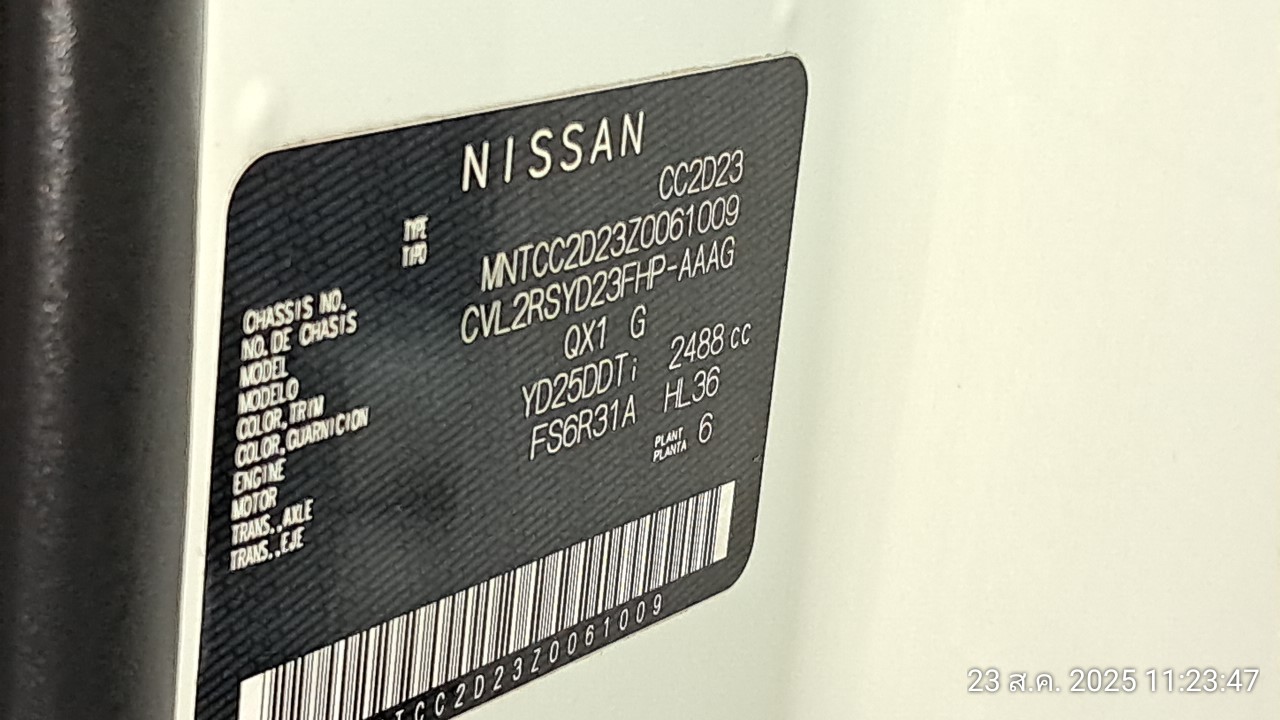 NISSAN
TYPE CC2D23
TIPO
CHASSIS NO. MNTCC2D23Z0061009
NO. DE CHASIS
MODEL CVL2RSYD23FHP-AAAG
MODELO
COLOR, TRIM QX1 G
COLOR, GUARNICION
ENGINE YD25DDTi 2488 cc
MOTOR
TRANS., AXLE FS6R31A HL36
TRANS., EJE
PLANT 6
PLANTA
TCC2D23Z0061009
23 ส.ค. 2025 11:23:47